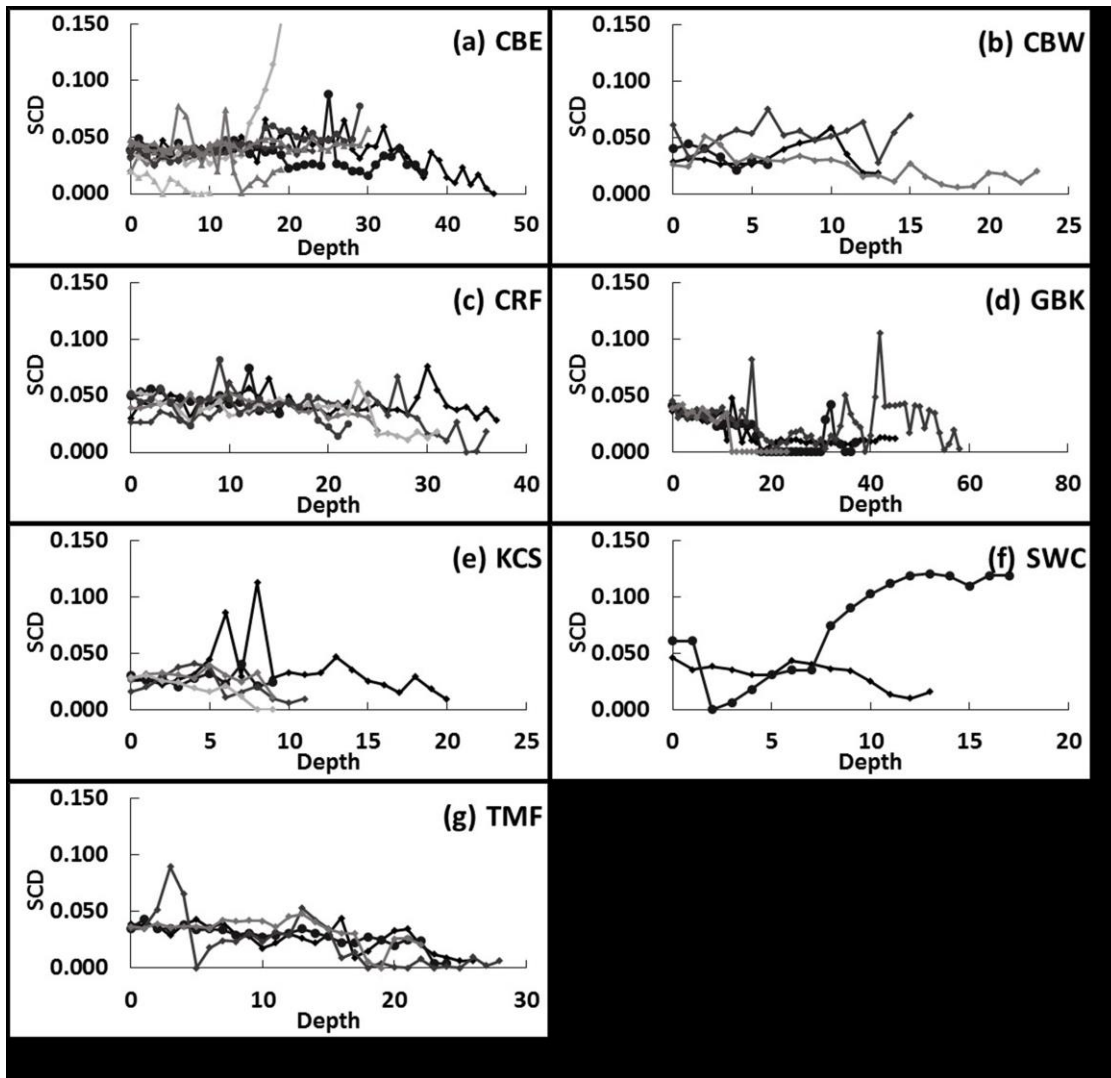 0.150
(a) CBE
0.100
SCD
0.050
0.000
0 10 20 30 40 50
Depth
0.150
(b) CBW
0.100
SCD
0.050
0.000
0 5 10 15 20 25
Depth
0.150
(c) CRF
0.100
SCD
0.050
0.000
0 10 20 30 40
Depth
0.150
(d) GBK
0.100
SCD
0.050
0.000
0 20 40 60 80
Depth
0.150
(e) KCS
0.100
SCD
0.050
0.000
0 5 10 15 20 25
Depth
0.150
(f) SWC
0.100
SCD
0.050
0.000
0 5 10 15 20
Depth
0.150
(g) TMF
0.100
SCD
0.050
0.000
0 10 20 30
Depth